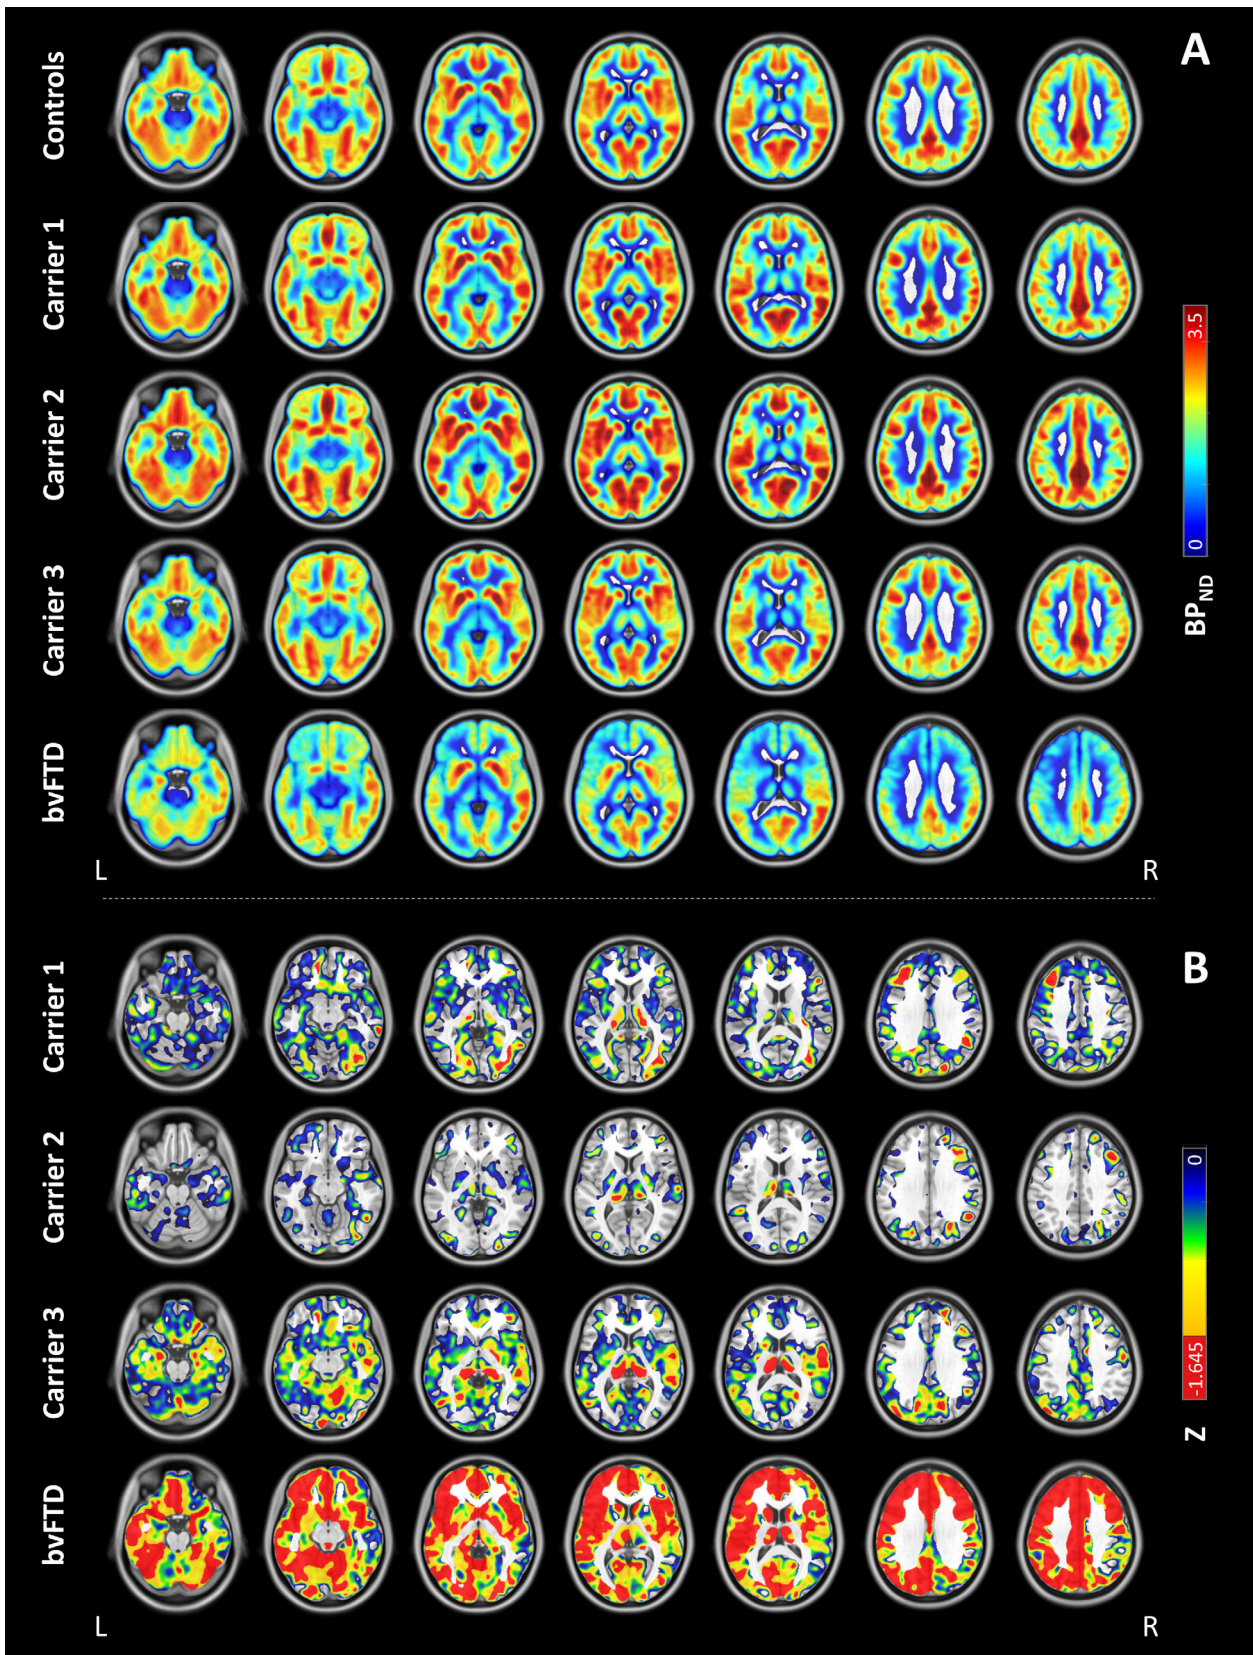 A
Controls
Carrier 1
Carrier 2
Carrier 3
bvFTD
L
R
3.5
0
BPND
B
Carrier 1
Carrier 2
Carrier 3
bvFTD
L
R
0
-1.645
Z